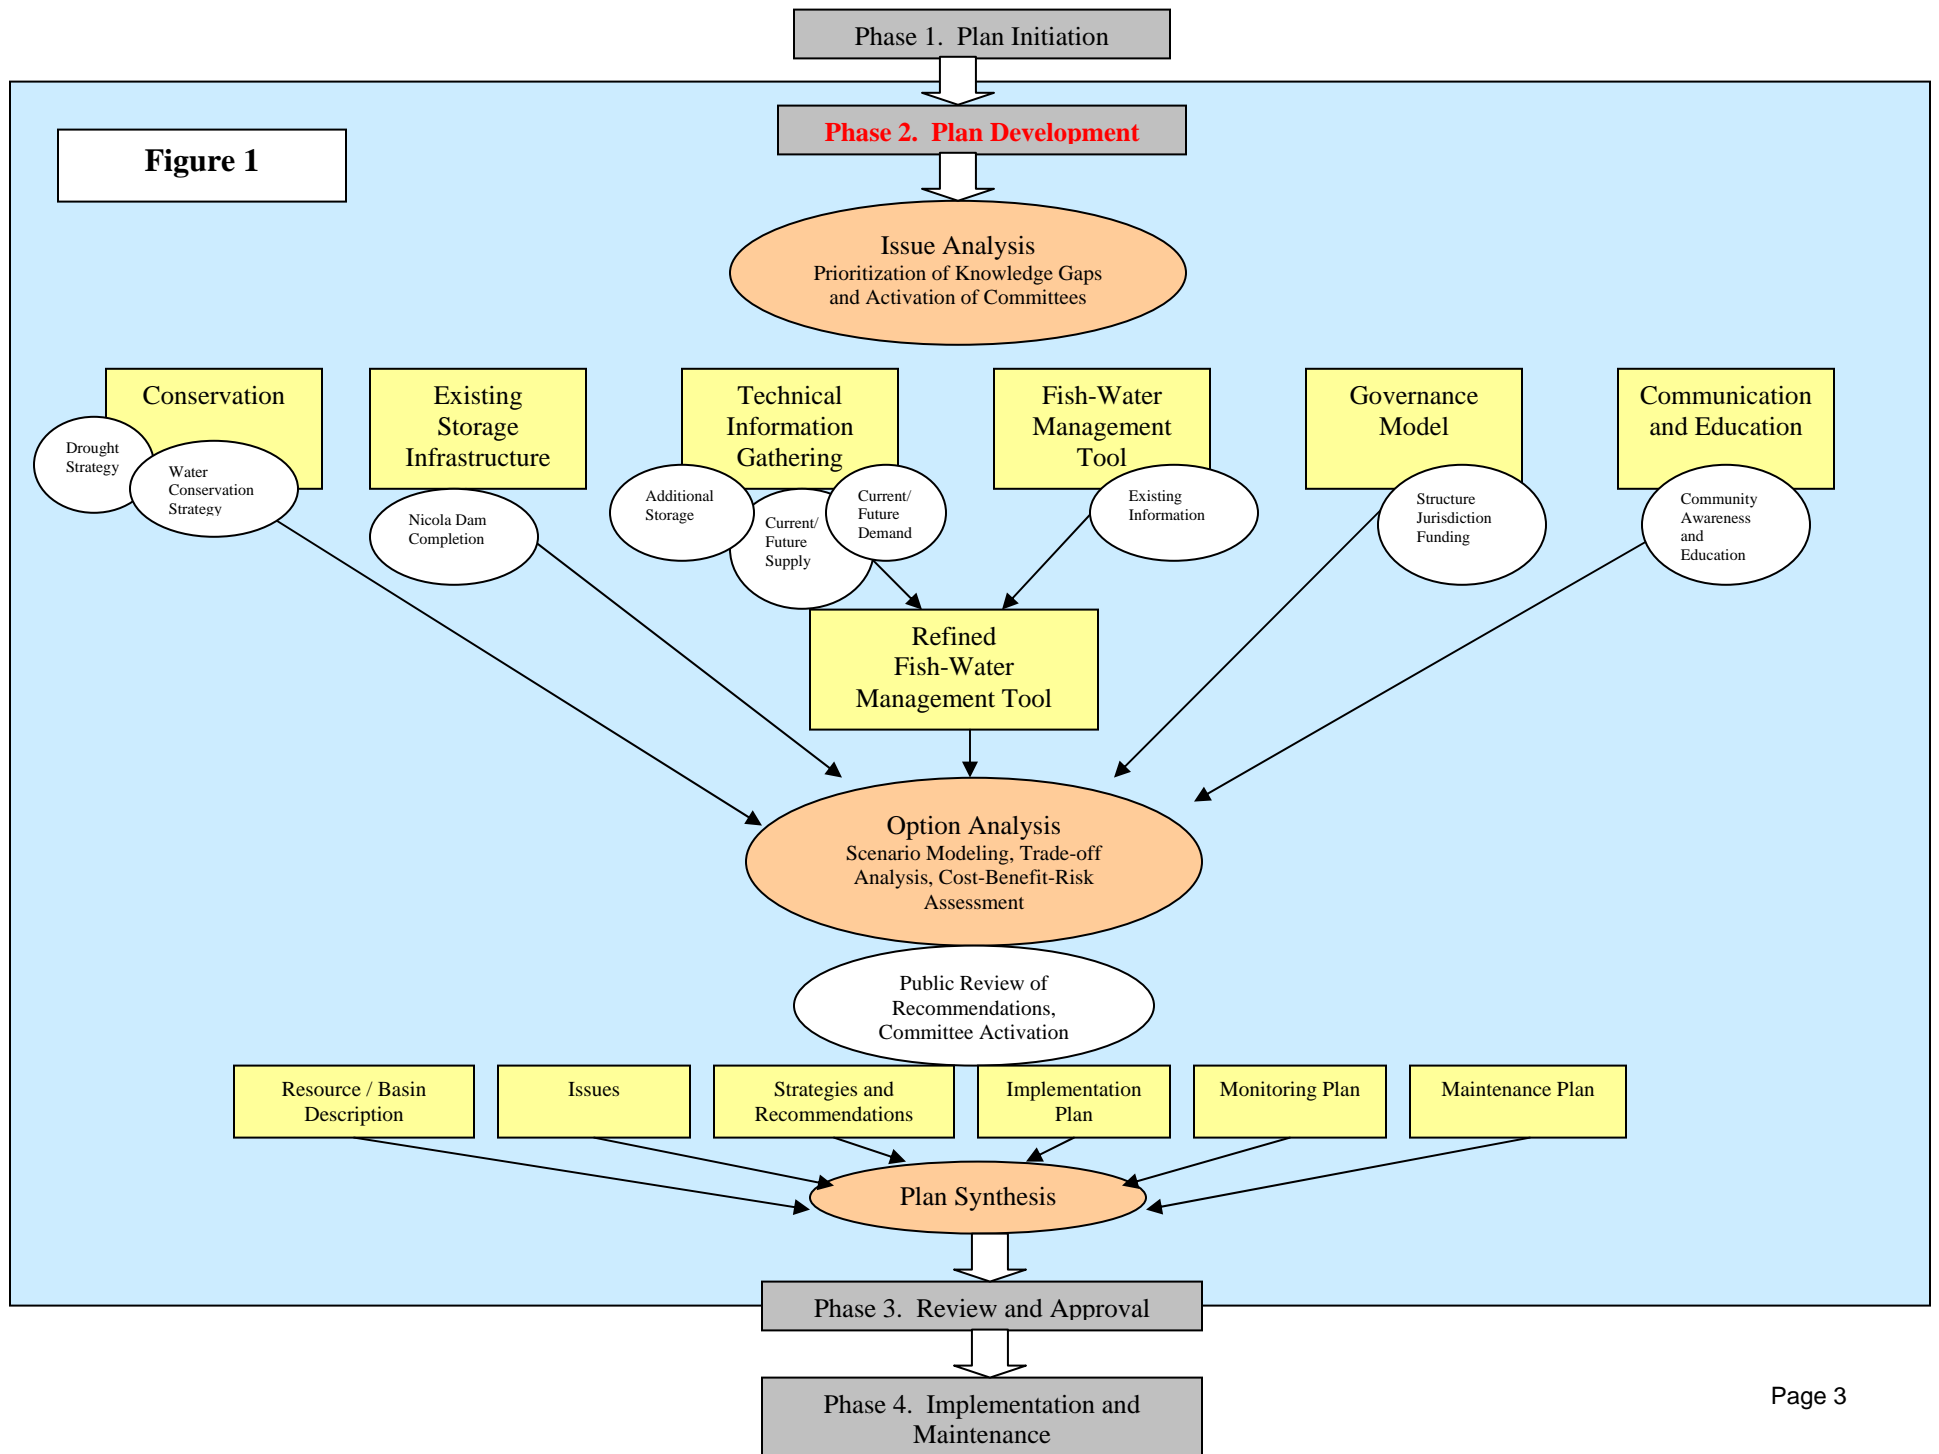 Phase 1.  Plan Initiation
Phase 2.  Plan Development
Figure 1
Issue Analysis
Prioritization of Knowledge Gaps
and Activation of Committees
Conservation
Drought
Strategy
Water
Conservation
Strategy
Existing
Storage
Infrastructure
Nicola Dam
Completion
Technical
Information
Gathering
Additional
Storage
Current/
Future
Supply
Current/
Future
Demand
Fish-Water
Management
Tool
Existing
Information
Governance
Model
Structure
Jurisdiction
Funding
Communication
and Education
Community
Awareness
and
Education
Refined
Fish-Water
Management Tool
Option Analysis
Scenario Modeling, Trade-off
Analysis, Cost-Benefit-Risk
Assessment
Public Review of
Recommendations,
Committee Activation
Resource / Basin
Description
Issues
Strategies and
Recommendations
Implementation
Plan
Monitoring Plan
Maintenance Plan
Plan Synthesis
Phase 3.  Review and Approval
Phase 4.  Implementation and
Maintenance
Page 3